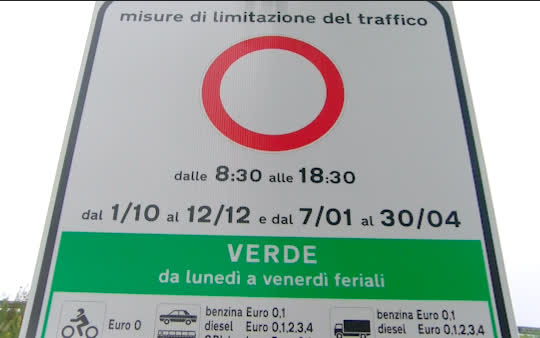 misure di limitazione del traffico
dalle 8:30 alle 18:30
dal 1/10 al 12/12 e dal 7/01 al 30/04
VERDE
da lunedì a venerdì feriali
Euro 0
benzina Euro 0,1
diesel Euro 0,1,2,3,4
benzina Euro 0,1
diesel Euro 0,1,2,3,4